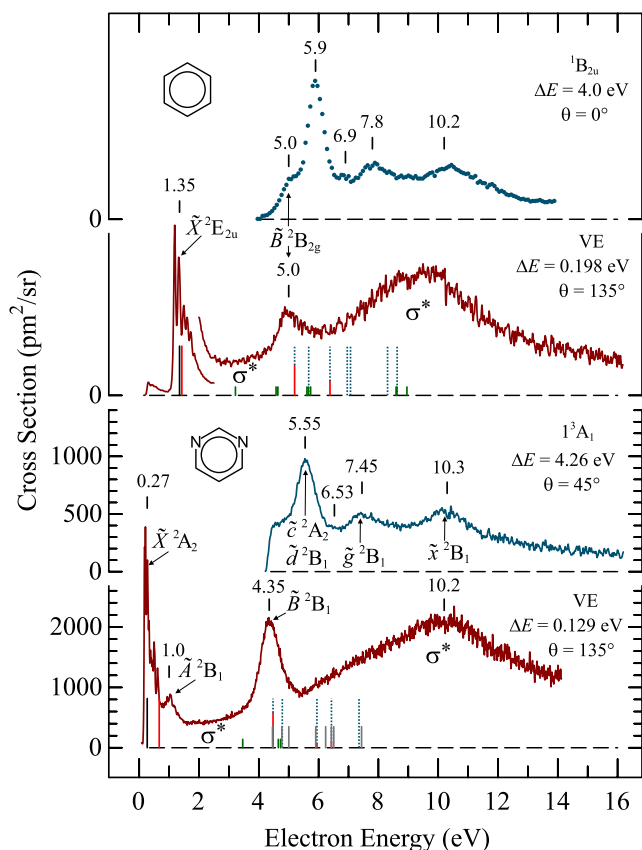 5.9
¹B₂ᵤ
ΔE = 4.0 eV
θ = 0°
5.0
6.9
7.8
10.2
0
1.35
X̃ ²E₂ᵤ
B̃ ²B₂g
5.0
VE
ΔE = 0.198 eV
θ = 135°
σ*
σ*
0
Cross Section (pm²/sr)
N N
5.55
1³A₁
ΔE = 4.26 eV
θ = 45°
6.53
7.45
10.3
1000
500
0
c̃ ²A₂
d̃ ²B₁
g̃ ²B₁
x̃ ²B₁
0.27
X̃ ²A₂
1.0
Ã ²B₁
4.35
B̃ ²B₁
10.2
VE
ΔE = 0.129 eV
θ = 135°
σ*
σ*
2000
1000
0
0 2 4 6 8 10 12 14 16
Electron Energy (eV)